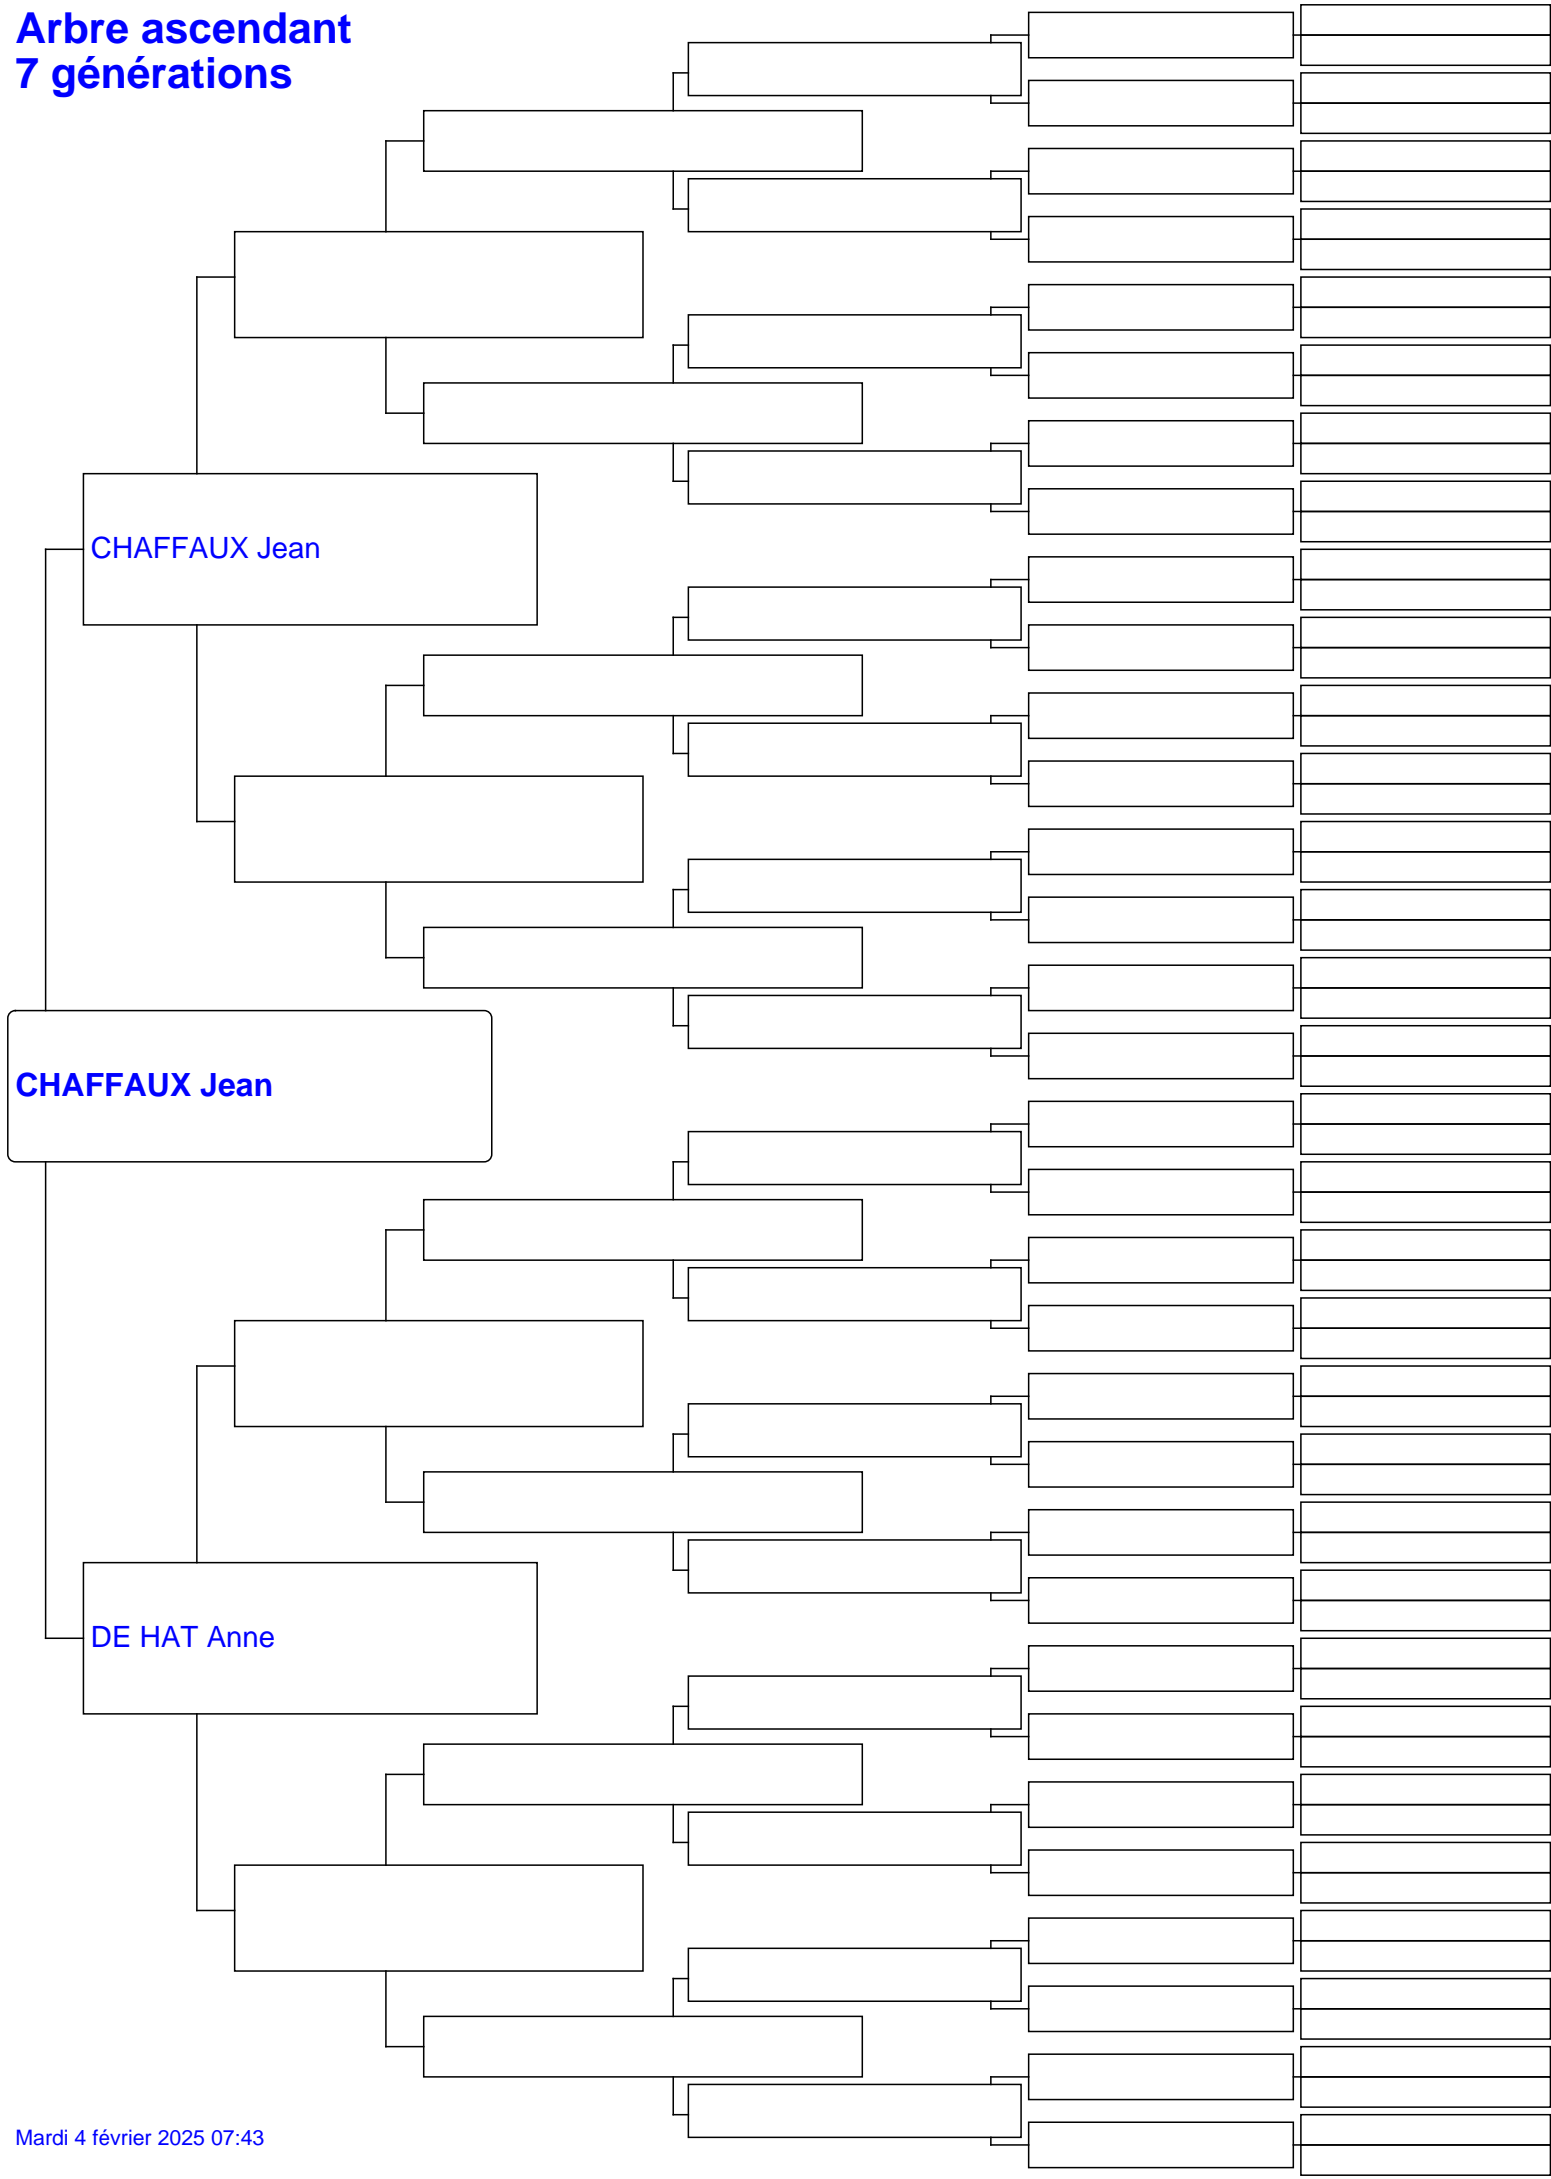 Arbre ascendant
7 générations
CHAFFAUX Jean
CHAFFAUX Jean
DE HAT Anne
Mardi 4 février 2025 07:43